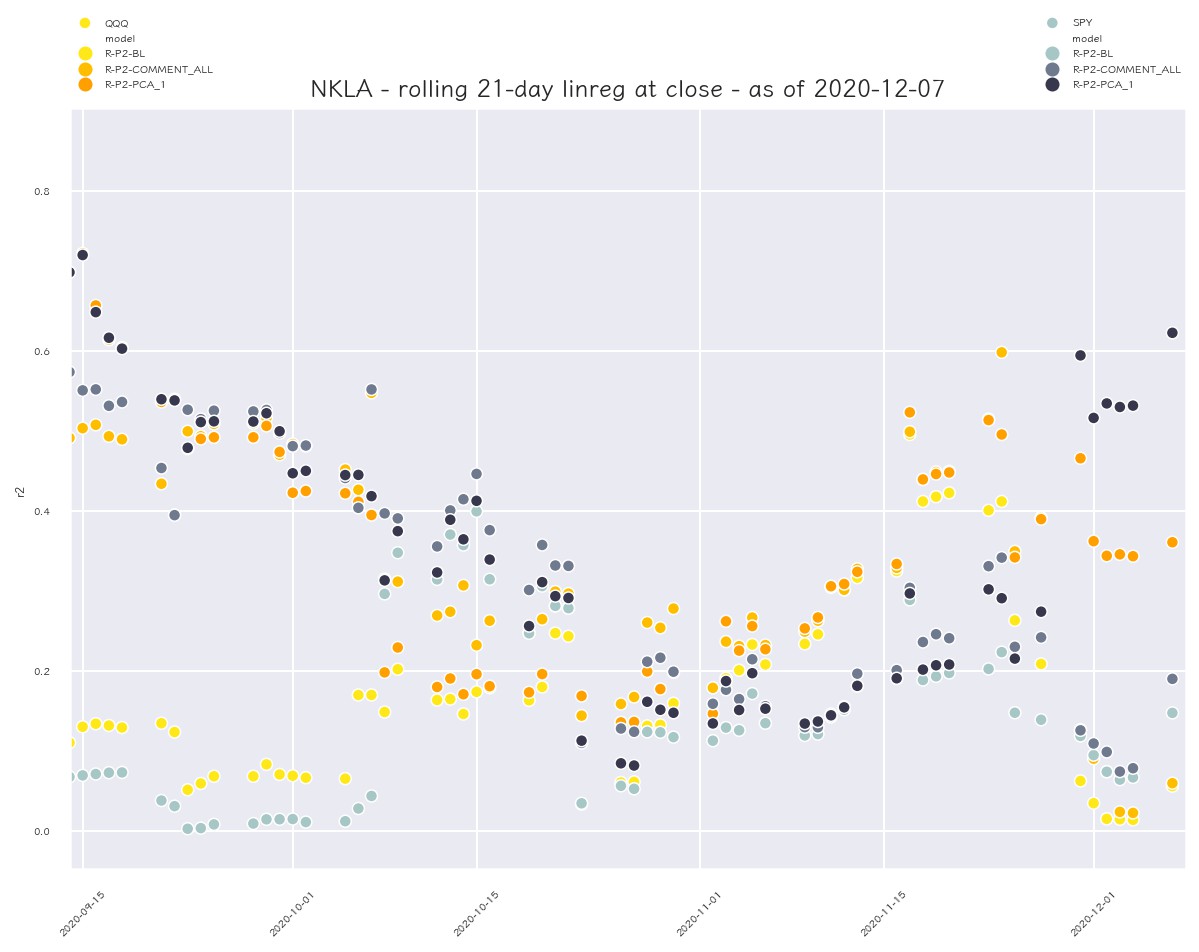 QQQ
model
R-P2-BL
R-P2-COMMENT_ALL
R-P2-PCA_1
SPY
model
R-P2-BL
R-P2-COMMENT_ALL
R-P2-PCA_1
NKLA - rolling 21-day linreg at close - as of 2020-12-07
0.8
0.6
0.4
0.2
0.0
r2
2020-09-15
2020-10-01
2020-10-15
2020-11-01
2020-11-15
2020-12-01